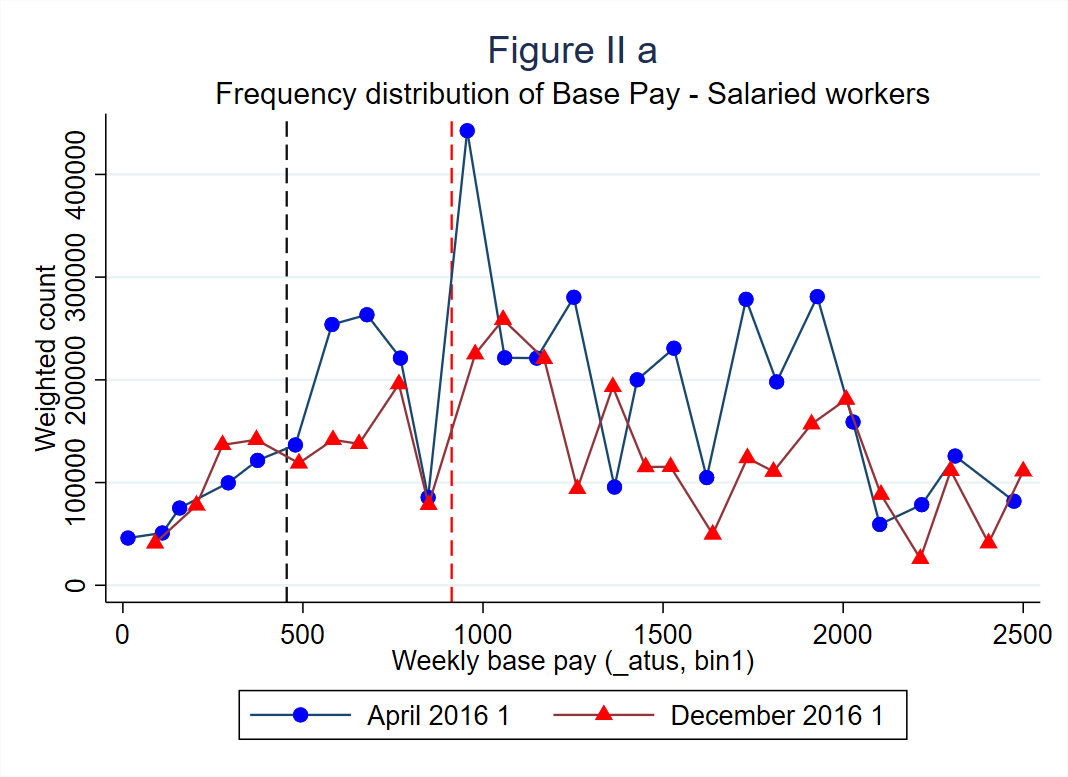 Figure II a
Frequency distribution of Base Pay - Salaried workers
Weighted count
400000
300000
200000
100000
0
0 500 1000 1500 2000 2500
Weekly base pay (_atus, bin1)
April 2016 1 December 2016 1